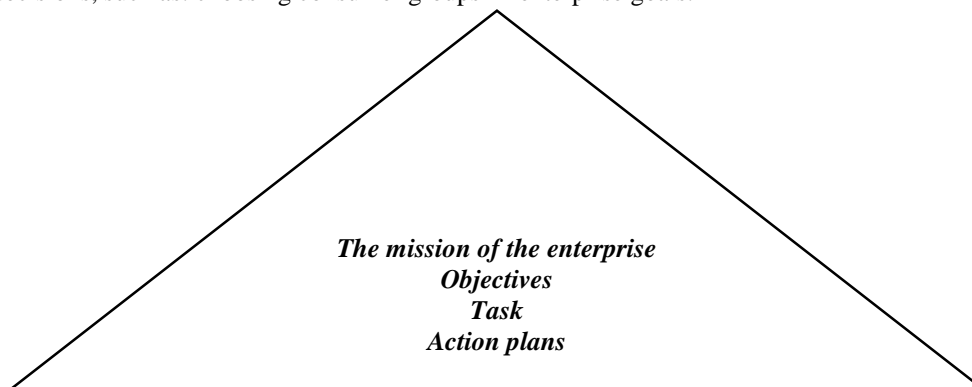 The mission of the enterprise
Objectives
Task
Action plans